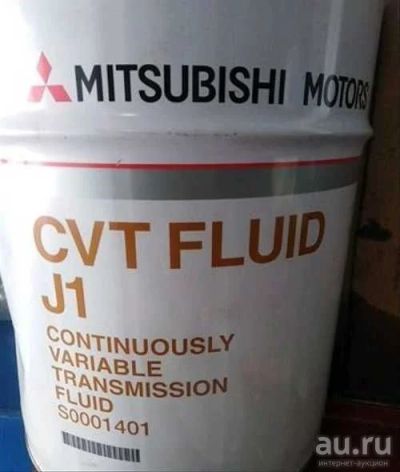 MITSUBISHI MOTORS
CVT FLUID
J1
CONTINUOUSLY
VARIABLE
TRANSMISSION
FLUID
S0001401
au.ru
интернет-аукцион